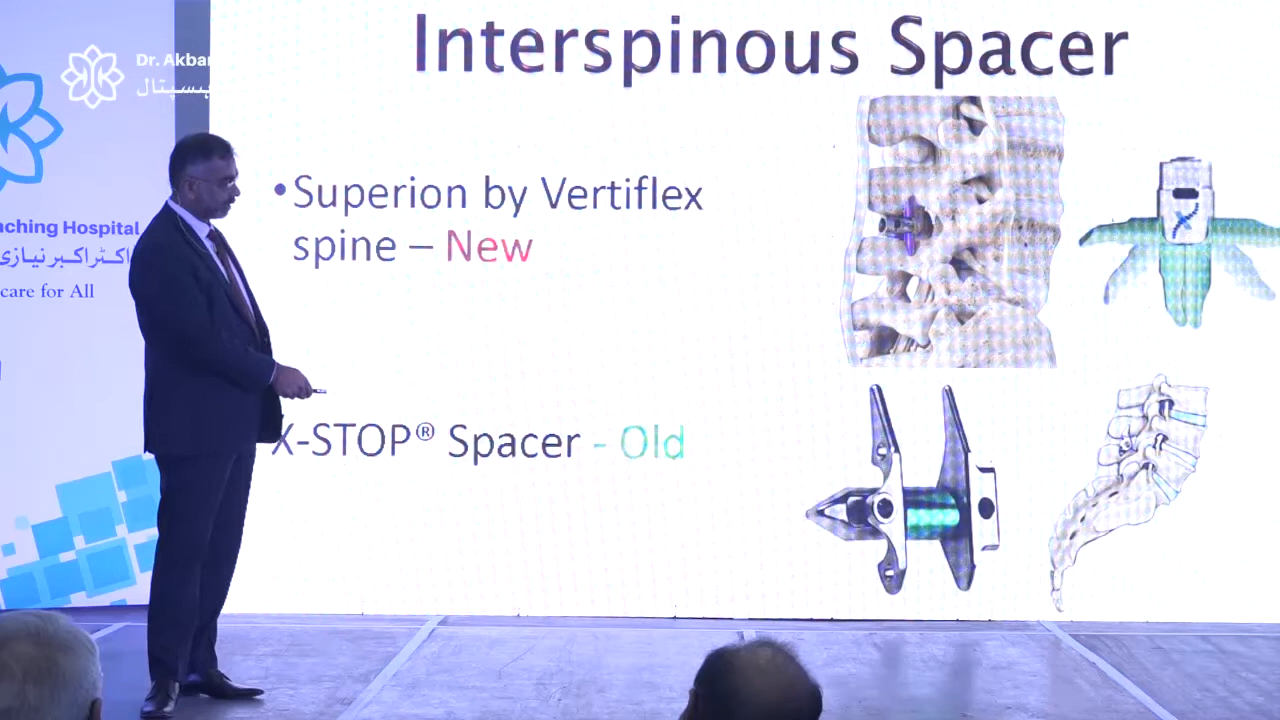 Interspinous Spacer
Dr. Akbar
ہسپتال
aching Hospital
اکٹر اکبر نیازی
care for All
•Superion by Vertiflex
spine – New
X-STOP® Spacer - Old